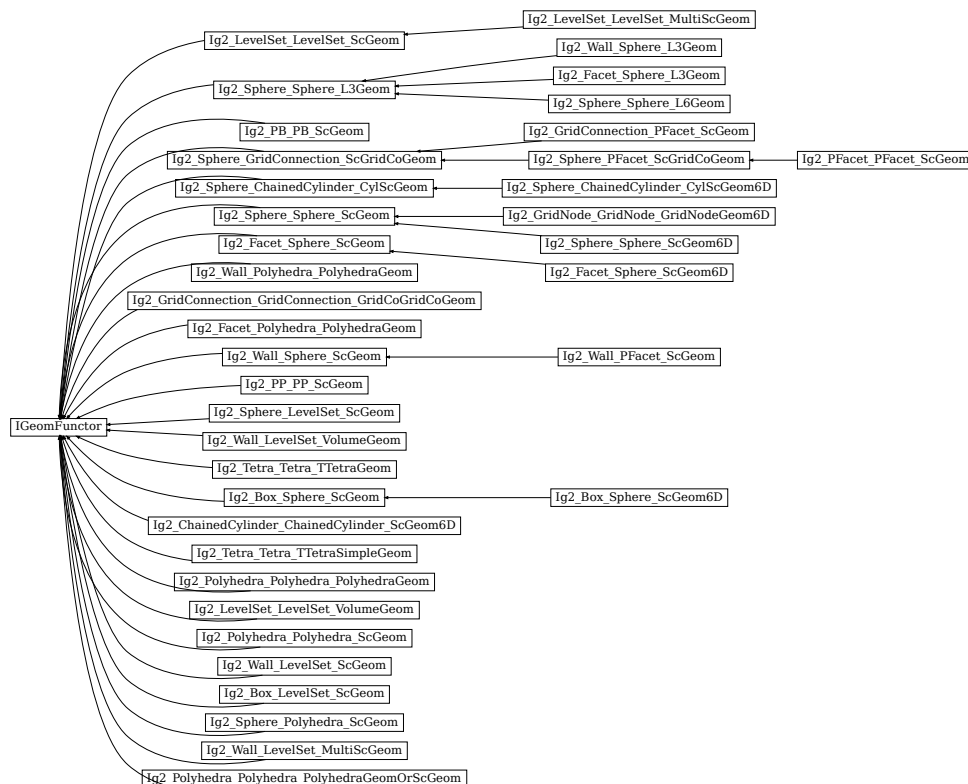 Ig2_LevelSet_LevelSet_MultiScGeom
Ig2_LevelSet_LevelSet_ScGeom
Ig2_Wall_Sphere_L3Geom
Ig2_Facet_Sphere_L3Geom
Ig2_Sphere_Sphere_L3Geom
Ig2_Sphere_Sphere_L6Geom
Ig2_PB_PB_ScGeom
Ig2_GridConnection_PFacet_ScGeom
Ig2_Sphere_GridConnection_ScGridCoGeom
Ig2_Sphere_PFacet_ScGridCoGeom
Ig2_PFacet_PFacet_ScGeom
Ig2_Sphere_ChainedCylinder_CylScGeom
Ig2_Sphere_ChainedCylinder_CylScGeom6D
Ig2_Sphere_Sphere_ScGeom
Ig2_GridNode_GridNode_GridNodeGeom6D
Ig2_Sphere_Sphere_ScGeom6D
Ig2_Facet_Sphere_ScGeom
Ig2_Facet_Sphere_ScGeom6D
Ig2_Wall_Polyhedra_PolyhedraGeom
Ig2_GridConnection_GridConnection_GridCoGridCoGeom
Ig2_Facet_Polyhedra_PolyhedraGeom
Ig2_Wall_Sphere_ScGeom
Ig2_Wall_PFacet_ScGeom
Ig2_PP_PP_ScGeom
Ig2_Sphere_LevelSet_ScGeom
IGeomFunctor
Ig2_Wall_LevelSet_VolumeGeom
Ig2_Tetra_Tetra_TTetraGeom
Ig2_Box_Sphere_ScGeom
Ig2_Box_Sphere_ScGeom6D
Ig2_ChainedCylinder_ChainedCylinder_ScGeom6D
Ig2_Tetra_Tetra_TTetraSimpleGeom
Ig2_Polyhedra_Polyhedra_PolyhedraGeom
Ig2_LevelSet_LevelSet_VolumeGeom
Ig2_Polyhedra_Polyhedra_ScGeom
Ig2_Wall_LevelSet_ScGeom
Ig2_Box_LevelSet_ScGeom
Ig2_Sphere_Polyhedra_ScGeom
Ig2_Wall_LevelSet_MultiScGeom
Ig2_Polyhedra_Polyhedra_PolyhedraGeomOrScGeom